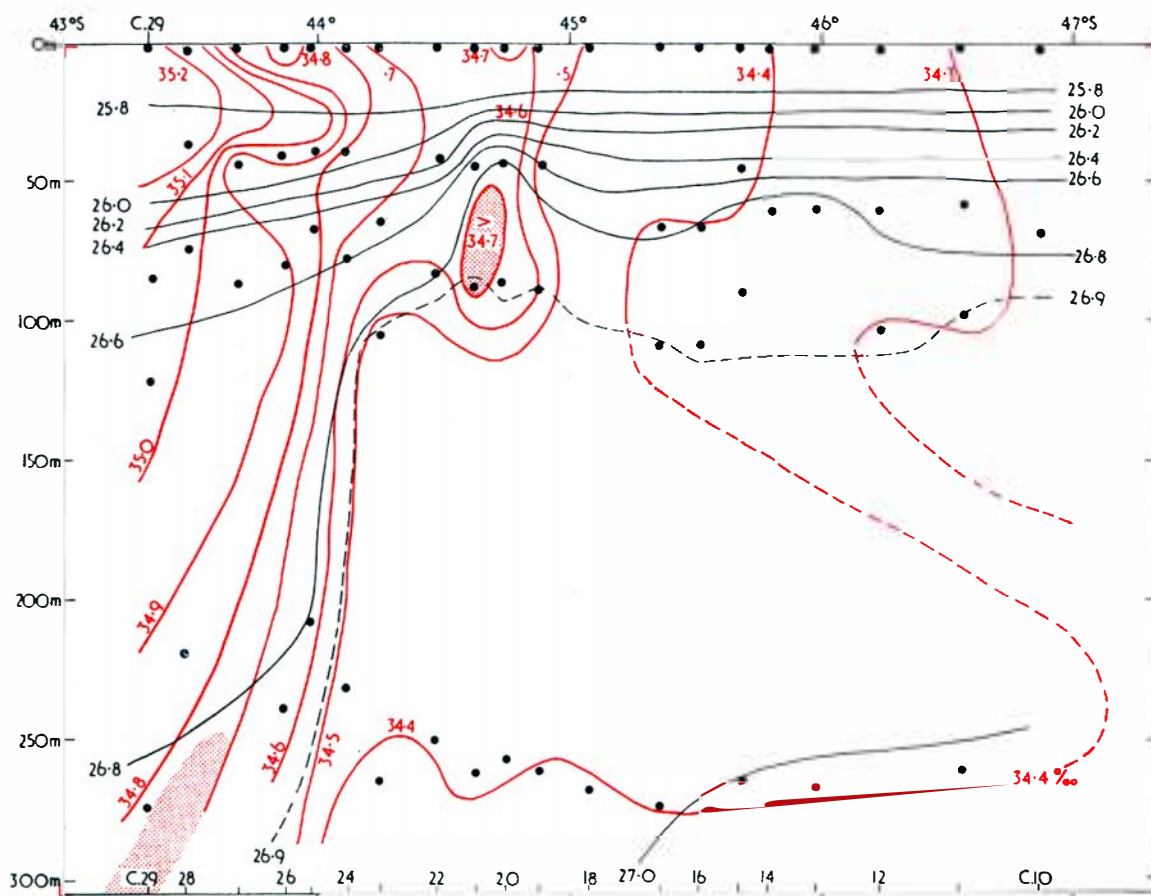 43°S C.29 44° 45° 46° 47°S
0m 34·8 34·7
35·2 ·7 ·5 34·4
25·8 25·8
34·6 26·0
26·2
50m 35·1 26·4
26·6
26·0
26·2
26·4 > 34·7 26·8
26·9
100m
26·6
150m 35·0
200m 34·9
250m 34·6 34·5 34·4
26·8 34·8 34·4 ‰
26·9 27·0
300m C.29 28 26 24 22 20 18 16 14 12 C.10